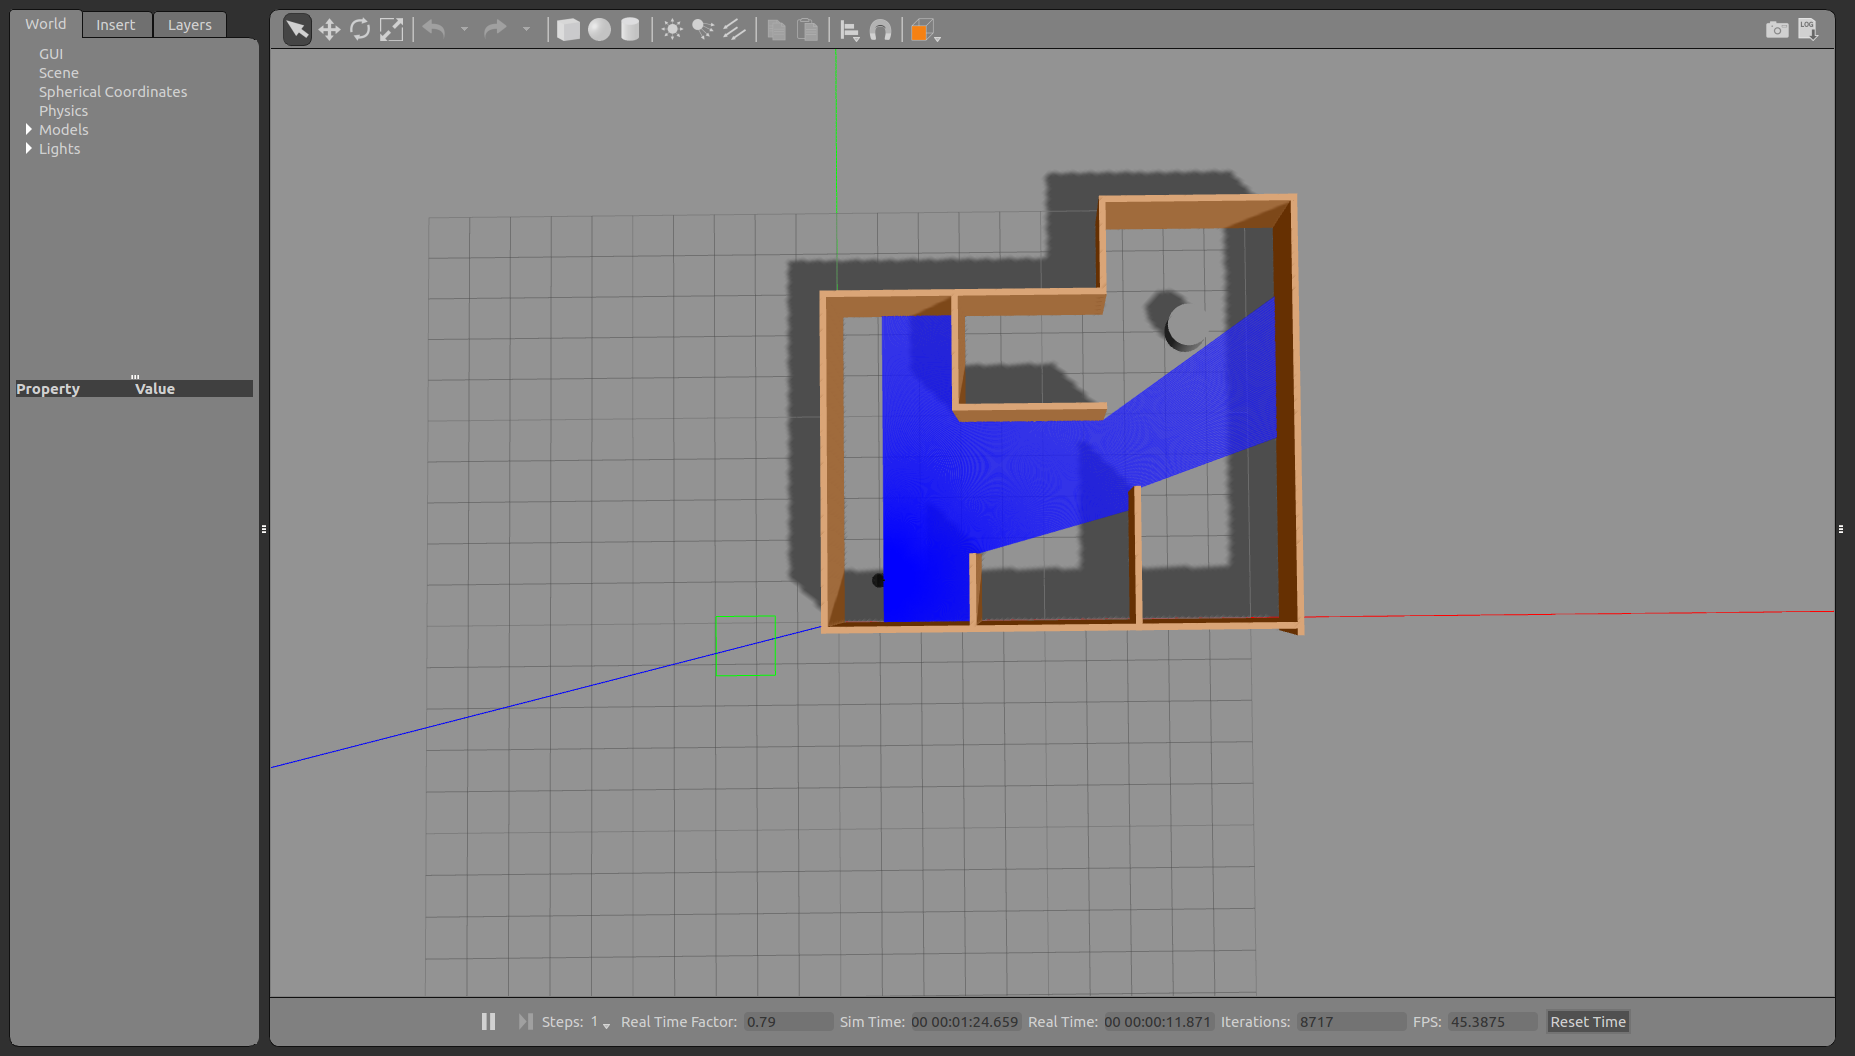 World Insert Layers
GUI
Scene
Spherical Coordinates
Physics
Models
Lights
Property Value
LOG
Steps: 1 Real Time Factor: 0.79 Sim Time: 00 00:01:24.659 Real Time: 00 00:00:11.871 Iterations: 8717 FPS: 45.3875 Reset Time